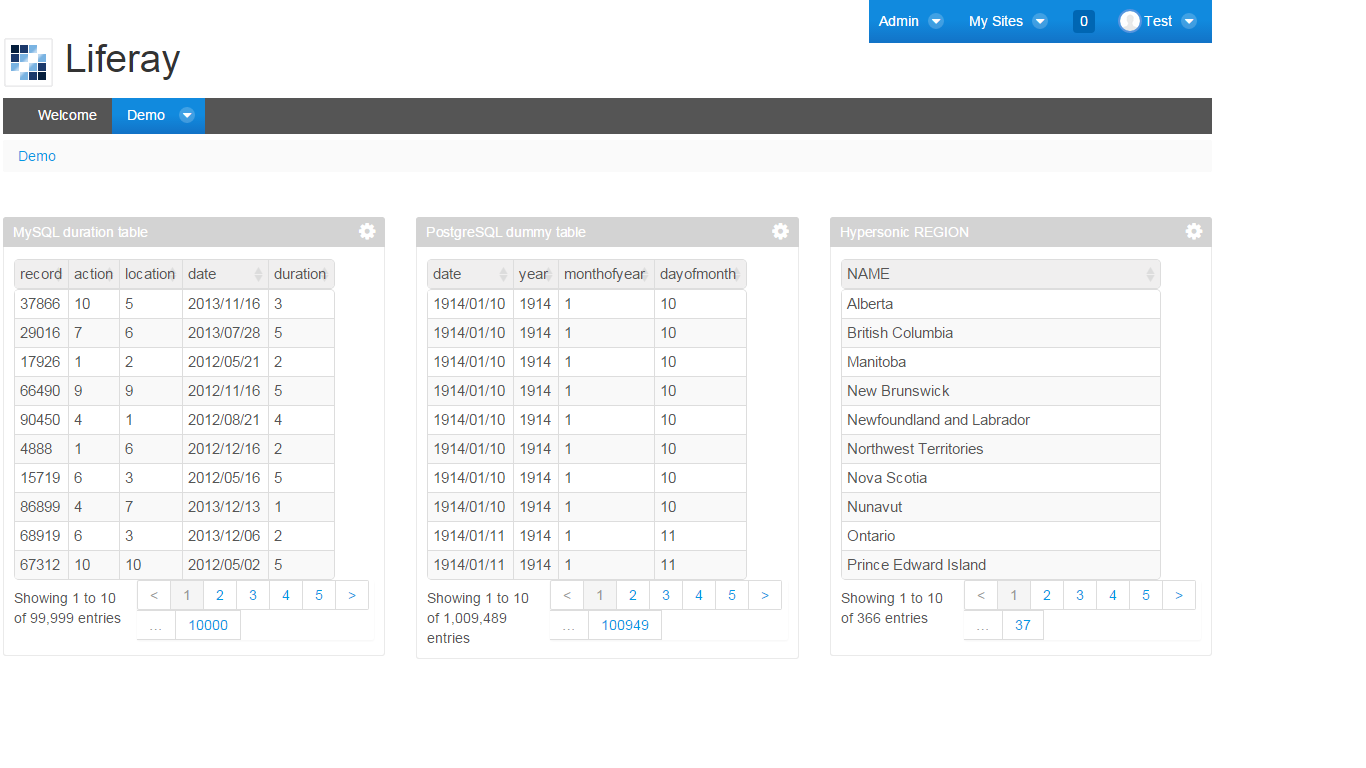 Admin My Sites 0 Test
Liferay
Welcome Demo
Demo
MySQL duration table
record action location date duration
37866 10 5 2013/11/16 3
29016 7 6 2013/07/28 5
17926 1 2 2012/05/21 2
66490 9 9 2012/11/16 5
90450 4 1 2012/08/21 4
4888 1 6 2012/12/16 2
15719 6 3 2012/05/16 5
86899 4 7 2013/12/13 1
68919 6 3 2013/12/06 2
67312 10 10 2012/05/02 5
Showing 1 to 10
of 99,999 entries
< 1 2 3 4 5 >
... 10000
PostgreSQL dummy table
date year monthofyear dayofmonth
1914/01/10 1914 1 10
1914/01/10 1914 1 10
1914/01/10 1914 1 10
1914/01/10 1914 1 10
1914/01/10 1914 1 10
1914/01/10 1914 1 10
1914/01/10 1914 1 10
1914/01/10 1914 1 10
1914/01/11 1914 1 11
1914/01/11 1914 1 11
Showing 1 to 10
of 1,009,489
entries
< 1 2 3 4 5 >
... 100949
Hypersonic REGION
NAME
Alberta
British Columbia
Manitoba
New Brunswick
Newfoundland and Labrador
Northwest Territories
Nova Scotia
Nunavut
Ontario
Prince Edward Island
Showing 1 to 10
of 366 entries
< 1 2 3 4 5 >
... 37